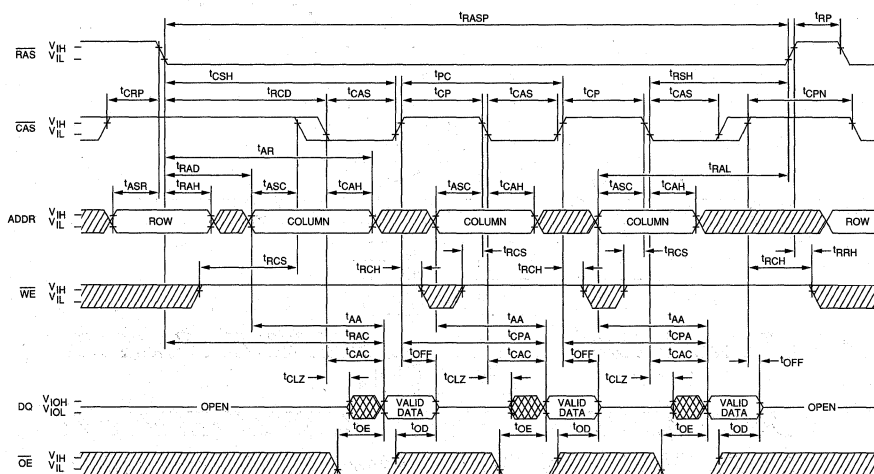 tRASP tRP
RAS VIH VIL
tCSH tPC tRSH
tCRP tRCD tCAS tCP tCAS tCP tCAS tCPN
CAS VIH VIL
tAR
tRAD tRAL
tASR tRAH tASC tCAH tASC tCAH tASC tCAH
ADDR VIH VIL ROW COLUMN COLUMN COLUMN ROW
tRCS tRCH tRCS tRCH tRCS tRCH tRRH
WE VIH VIL
tAA tAA tAA
tRAC tCPA tCPA
tCAC tOFF tCAC tOFF tCAC tOFF
tCLZ tCLZ tCLZ
DQ VIOH VIOL OPEN VALID DATA VALID DATA VALID DATA OPEN
tOE tOD tOE tOD tOE tOD
OE VIH VIL